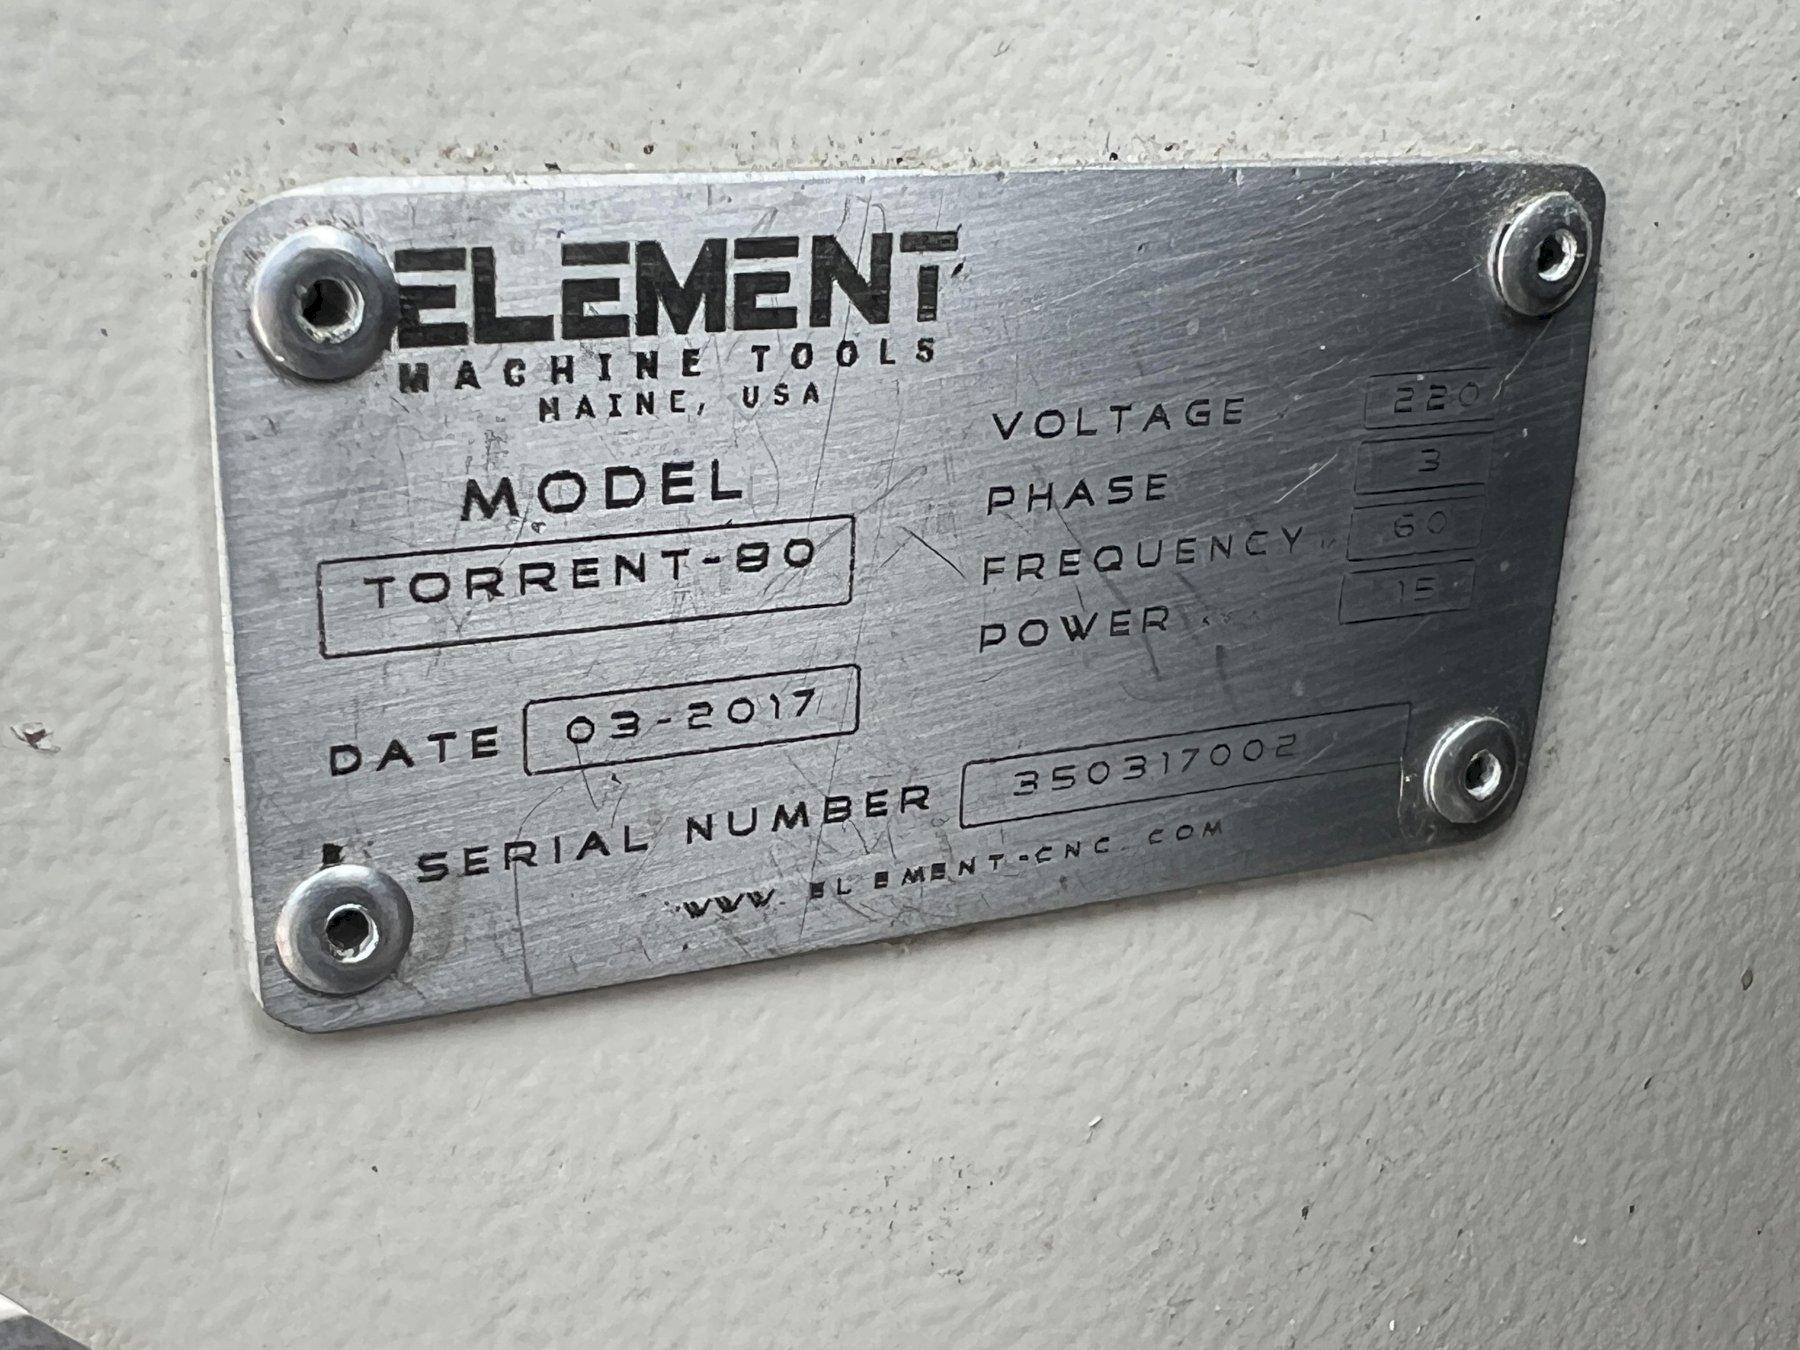 ELEMENT
MACHINE TOOLS
MAINE, USA
MODEL
TORRENT-80
DATE 03-2017
SERIAL NUMBER 350317002
WWW.ELEMENT-CNC.COM
VOLTAGE 220
PHASE 3
FREQUENCY 60
POWER 15